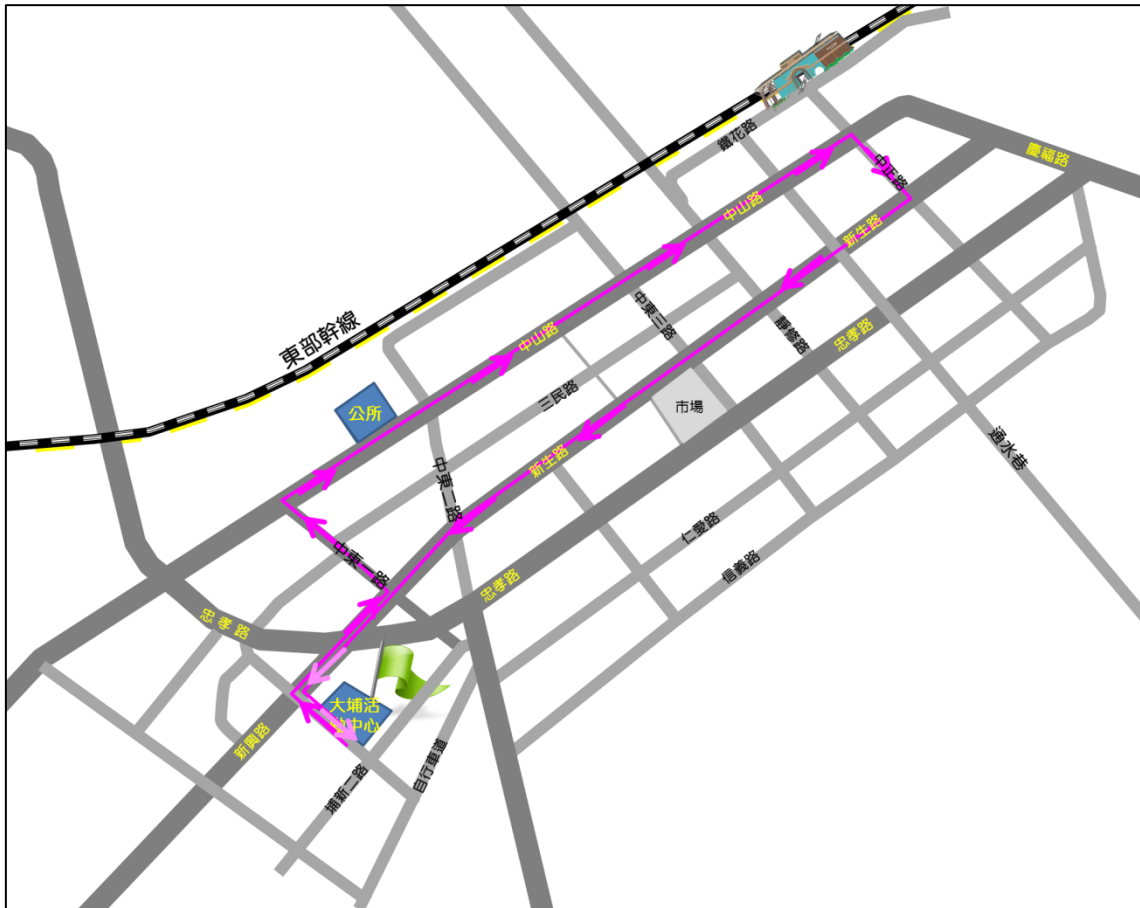 鐵花路
慶福路
中正路
中山路
新生路
東部幹線
中東三路
靜修路
忠孝路
中山路
公所
三民路
市場
通水巷
新生路
中東二路
仁愛路
信義路
中東一路
忠孝路
忠孝路
大埔活
動中心
新興路
自行車道
埔新二路